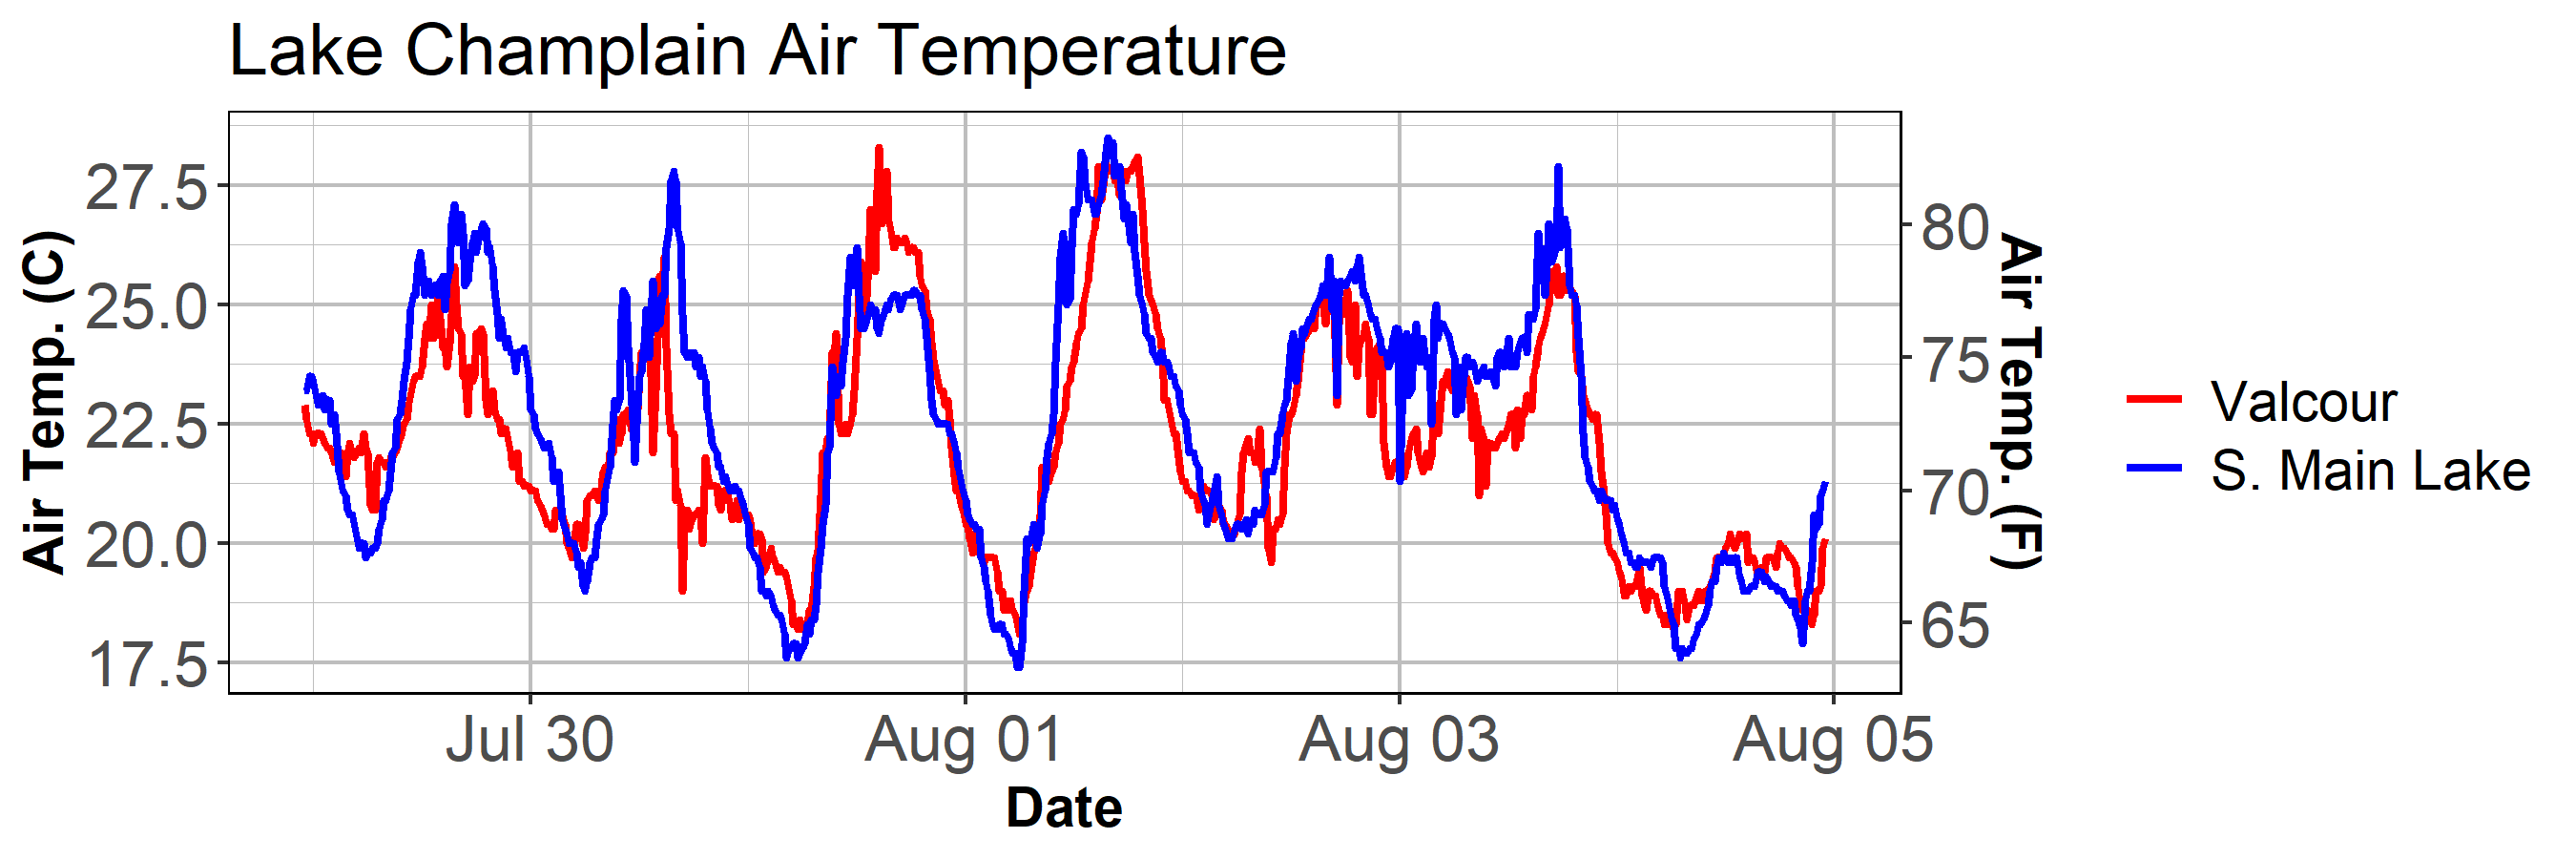 Lake Champlain Air Temperature
Air Temp. (C)
27.5
25.0
22.5
20.0
17.5
80
75
70
65
Air Temp. (F)
Jul 30
Aug 01
Aug 03
Aug 05
Date
Valcour
S. Main Lake